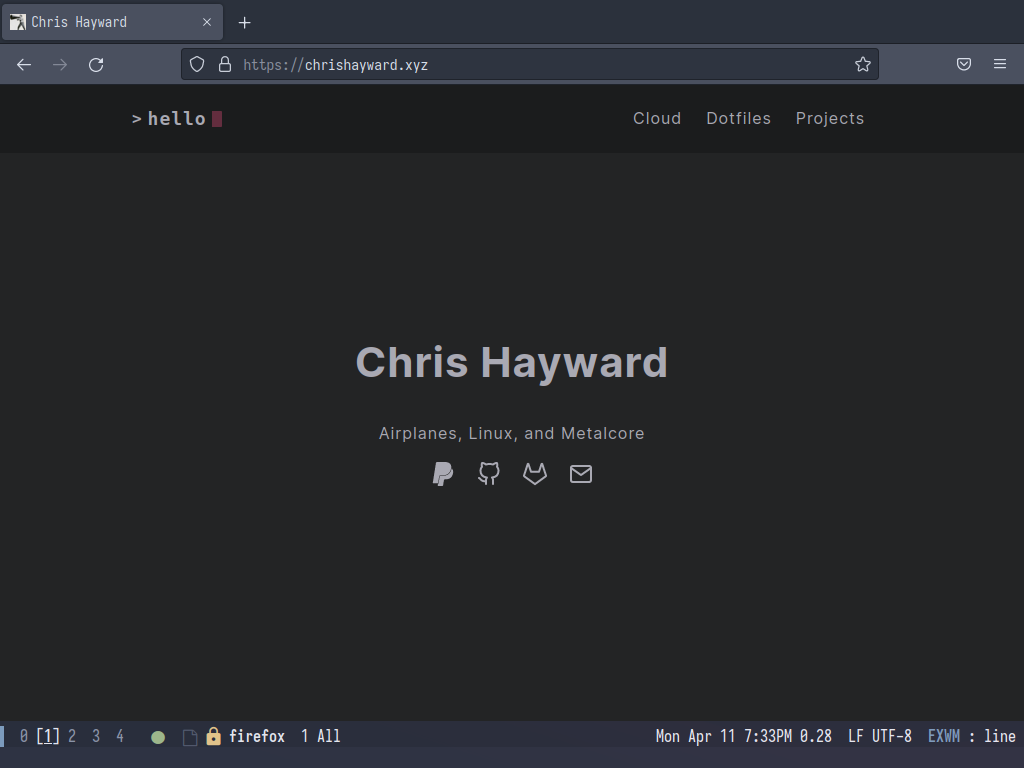 Chris Hayward
https://chrishayward.xyz
> hello
Cloud Dotfiles Projects
Chris Hayward
Airplanes, Linux, and Metalcore
0 [1] 2 3 4 firefox 1 All Mon Apr 11 7:33PM 0.28 LF UTF-8 EXWM : line